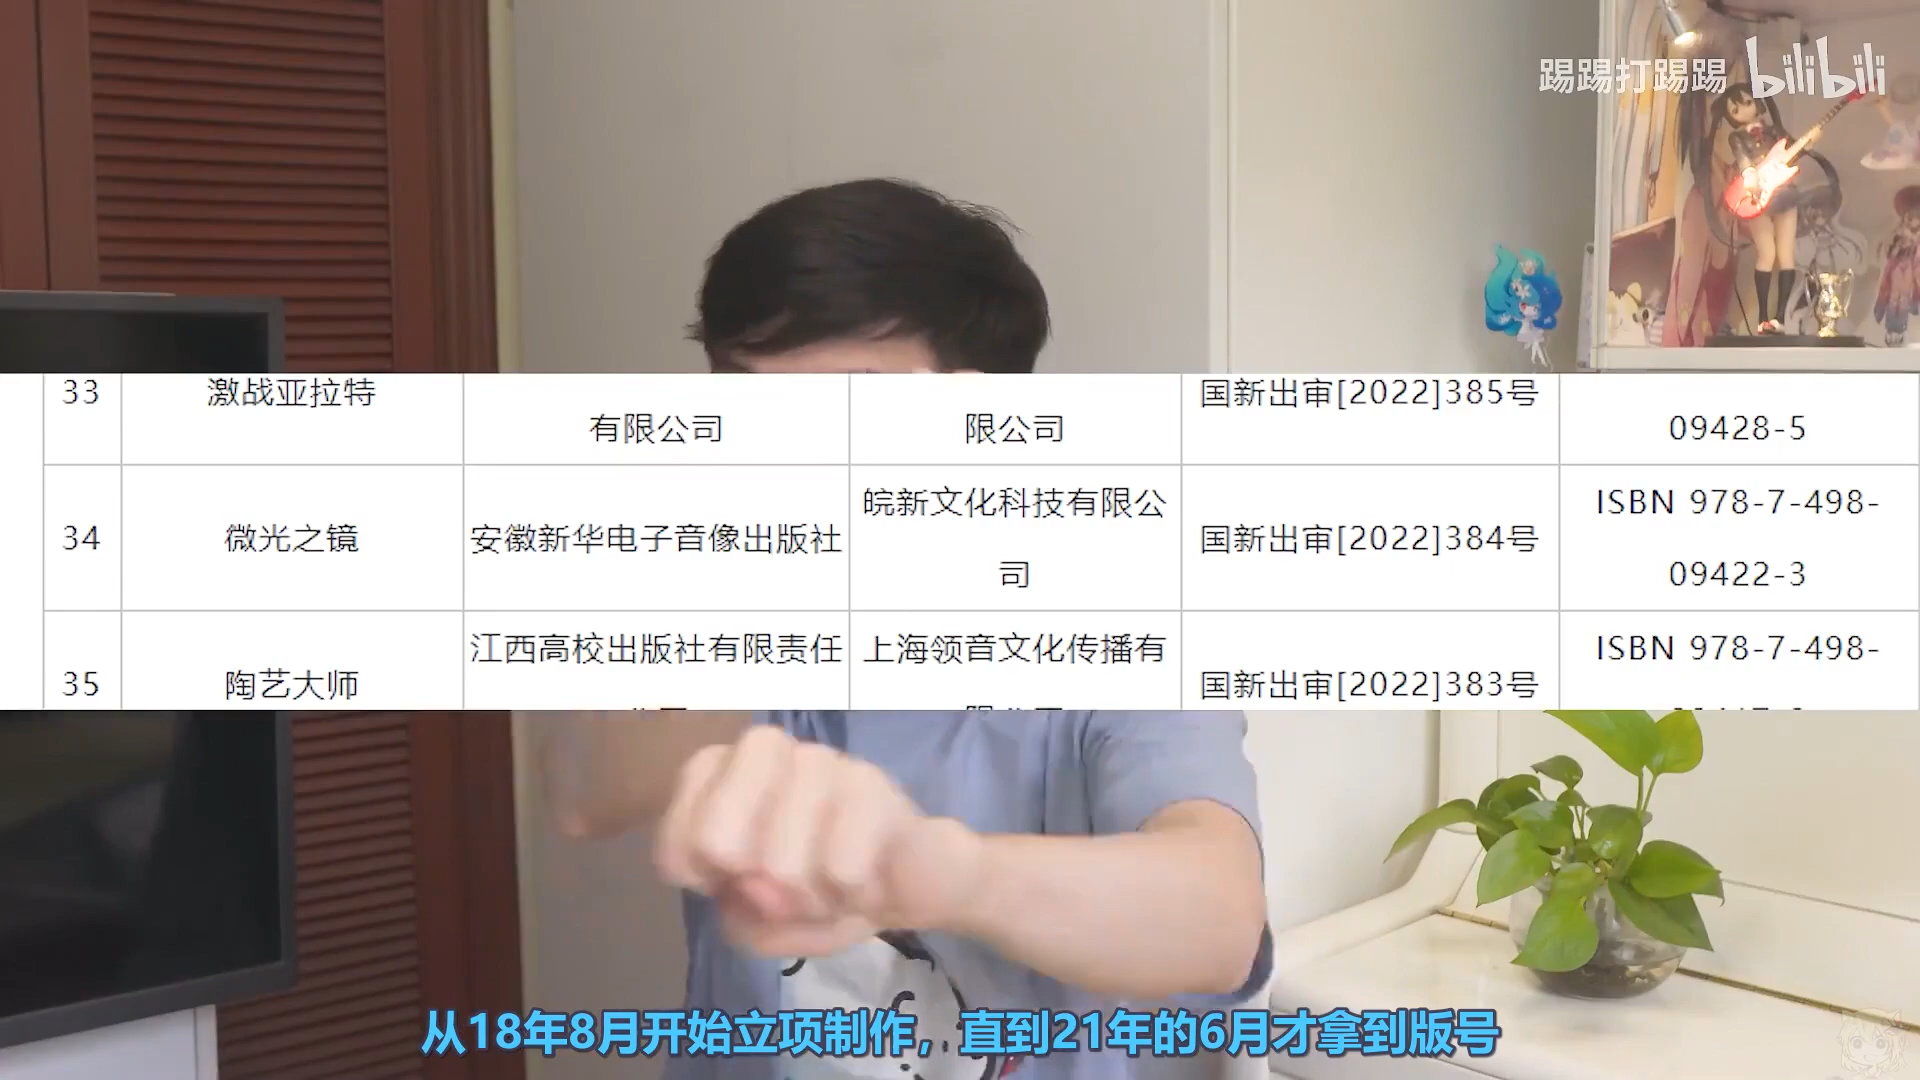 踢踢打踢踢 bilibili
33 激战亚拉特 有限公司 限公司 国新出审[2022]385号 09428-5
34 微光之镜 安徽新华电子音像出版社 皖新文化科技有限公司 国新出审[2022]384号 ISBN 978-7-498-09422-3
35 陶艺大师 江西高校出版社有限责任 上海领音文化传播有 国新出审[2022]383号 ISBN 978-7-498-
从18年8月开始立项制作，直到21年的6月才拿到版号